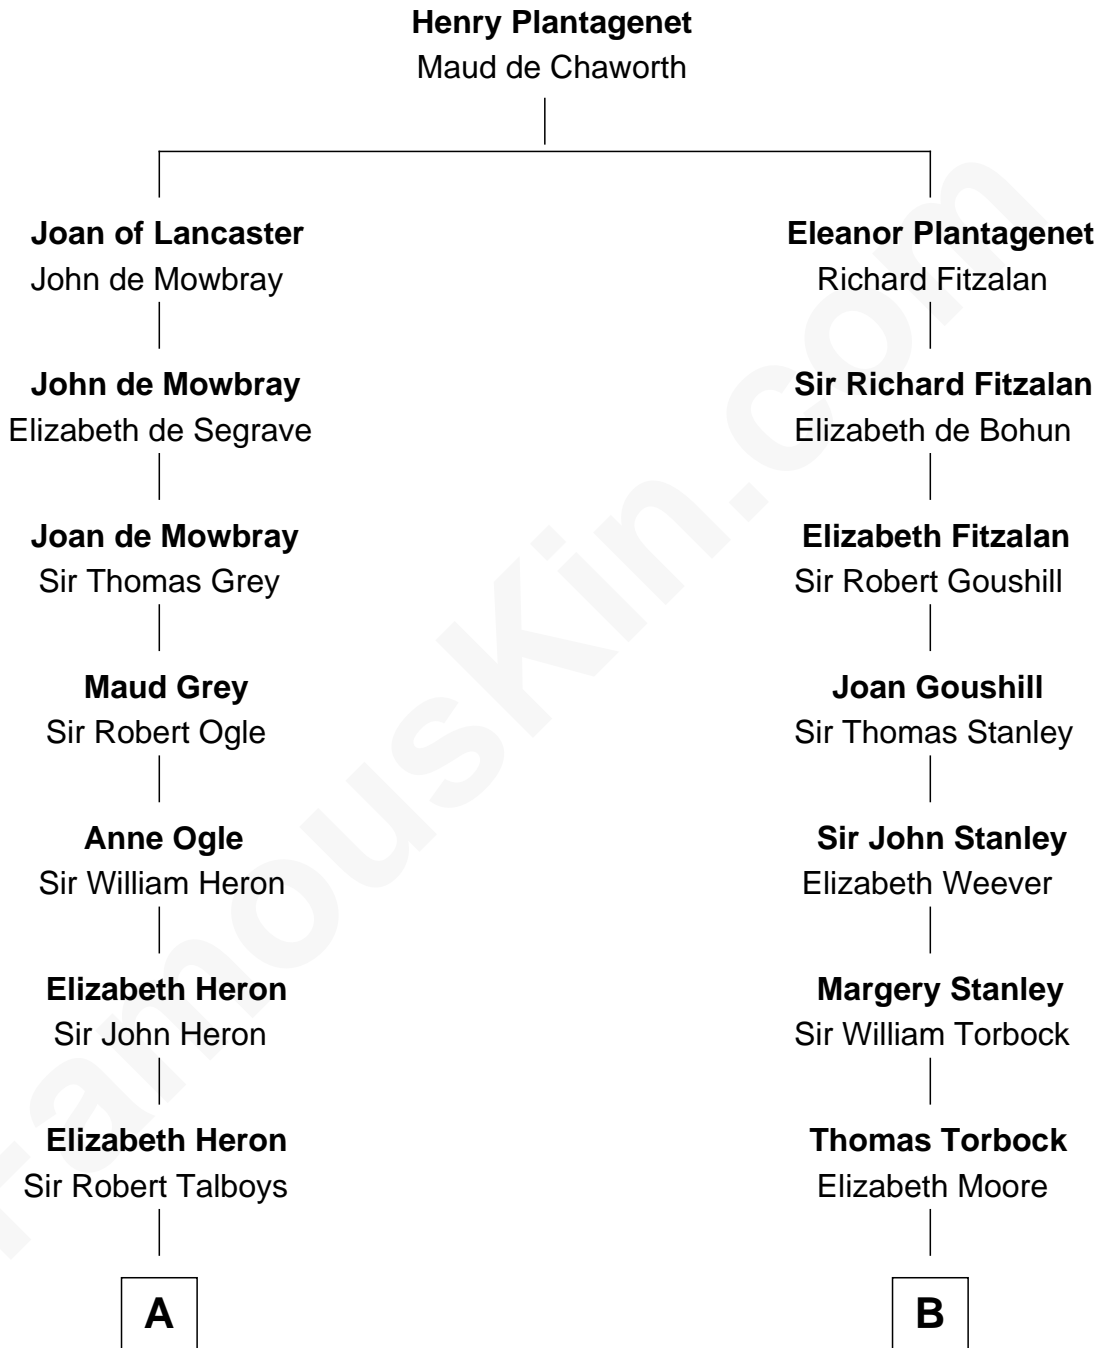 Henry Plantagenet
Maud de Chaworth
Joan of Lancaster
John de Mowbray
Eleanor Plantagenet
Richard Fitzalan
John de Mowbray
Elizabeth de Segrave
Sir Richard Fitzalan
Elizabeth de Bohun
Joan de Mowbray
Sir Thomas Grey
Elizabeth Fitzalan
Sir Robert Goushill
Maud Grey
Sir Robert Ogle
Joan Goushill
Sir Thomas Stanley
Anne Ogle
Sir William Heron
Sir John Stanley
Elizabeth Weever
Elizabeth Heron
Sir John Heron
Margery Stanley
Sir William Torbock
Elizabeth Heron
Sir Robert Talboys
Thomas Torbock
Elizabeth Moore
A
B
FamousKin.com